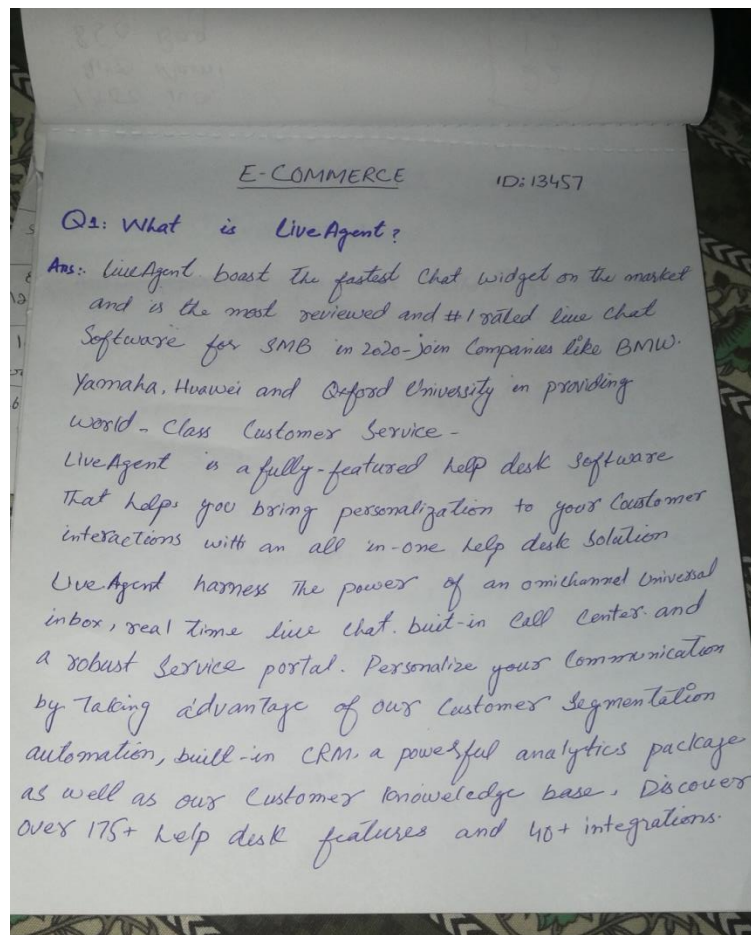 E-COMMERCE ID: 13457
Q1: What is LiveAgent?
Ans:- LiveAgent boast the fastest Chat widget on the market
and is the most reviewed and #1 rated live chat
Software for SMB in 2020-join Companies like BMW.
Yamaha, Huawei and Oxford University in providing
World-Class Customer Service-
LiveAgent is a fully-featured help desk software
That helps you bring personalization to your Coustomer
interactions with an all in-one help desk Solution
LiveAgent harness The power of an omichannel Universal
inbox, real time live chat. buit-in Call Center. and
a robust Service portal. Personalize your Communication
by Taking advantage of our Customer Segmentation
automation, built-in CRM. a powerful analytics package
as well as our Customer knoweledge base. Discover
over 175+ help desk features and 40+ integrations.